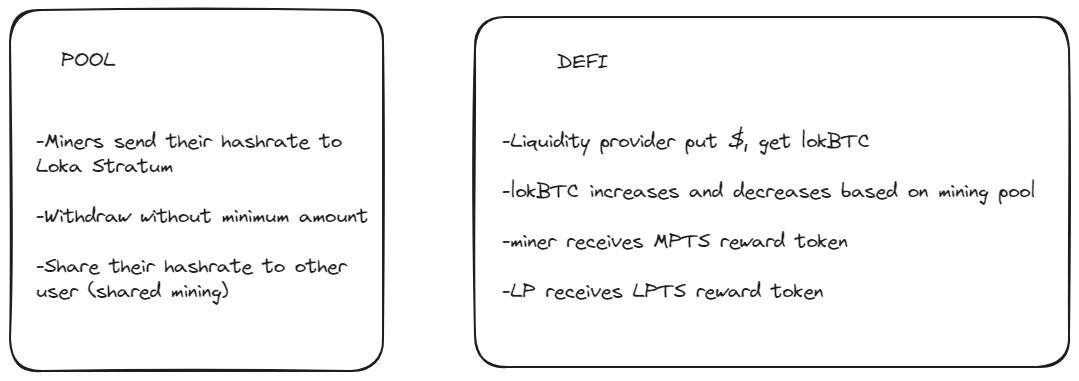 POOL
-Miners send their hashrate to
Loka Stratum
-Withdraw without minimum amount
-Share their hashrate to other
user (shared mining)
DEFI
-Liquidity provider put $, get lokBTC
-lokBTC increases and decreases based on mining pool
-miner receives MPTS reward token
-LP receives LPTS reward token